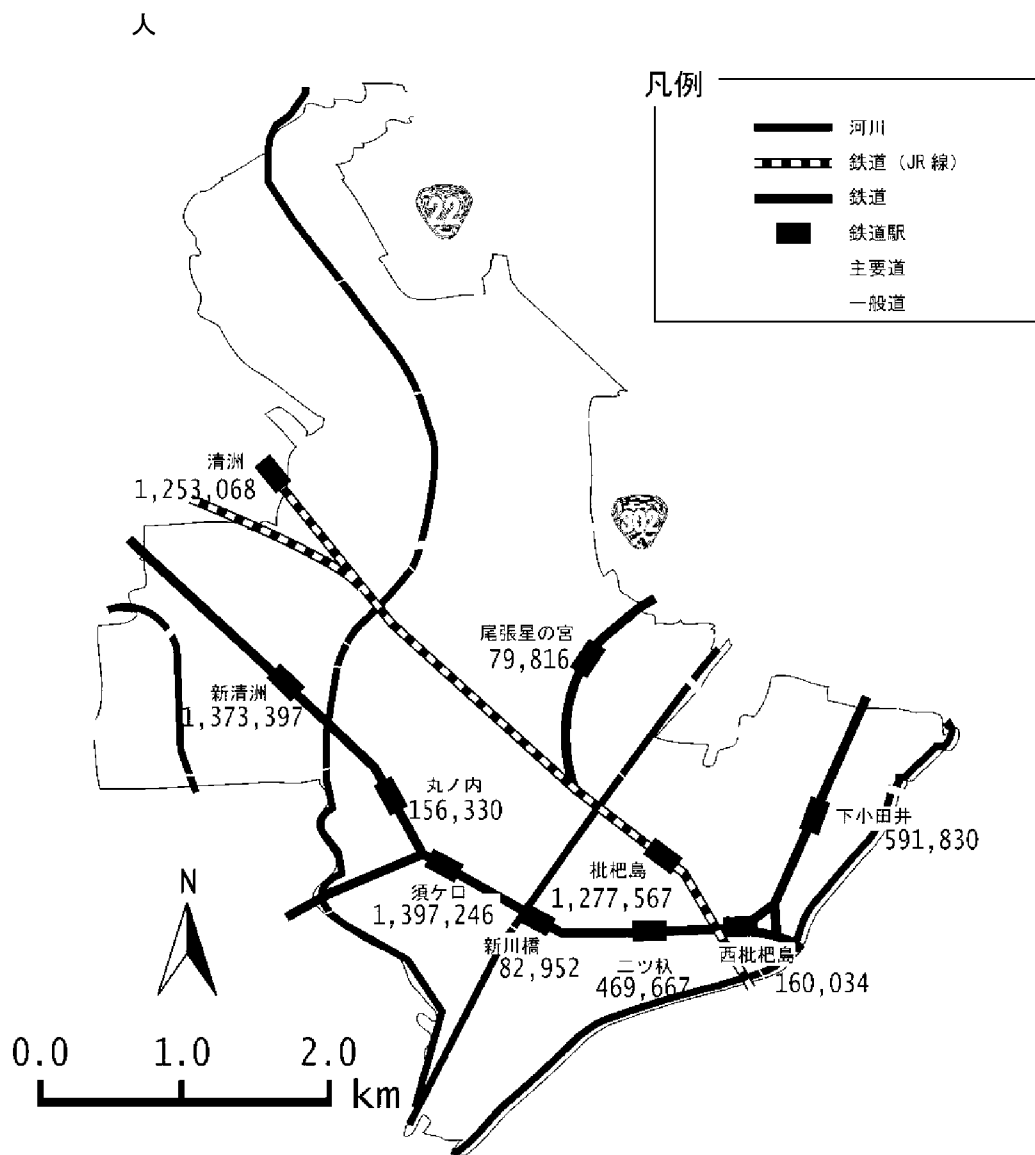 人
凡例
河川
鉄道（JR 線）
鉄道
鉄道駅
主要道
一般道
22
清洲
1,253,068
302
尾張星の宮
79,816
新清洲
1,373,397
丸ノ内
156,330
下小田井
591,830
枇杷島
1,277,567
須ケ口
1,397,246
新川橋
82,952
二ツ杁
469,667
西枇杷島
160,034
N
0.0 1.0 2.0
km